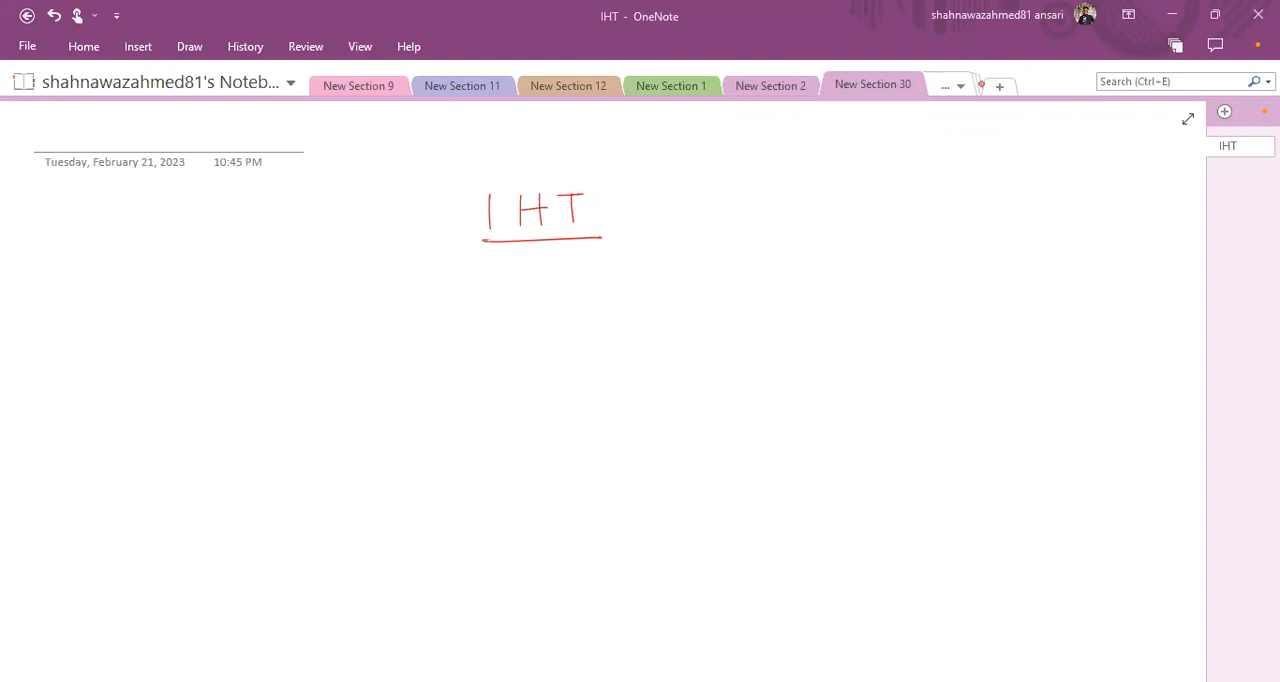 IHT - OneNote
shahnawazahmed81 ansari
File Home Insert Draw History Review View Help
shahnawazahmed81's Noteb... New Section 9 New Section 11 New Section 12 New Section 1 New Section 2 New Section 30 ... + Search (Ctrl+E)
IHT
Tuesday, February 21, 2023 10:45 PM
IHT